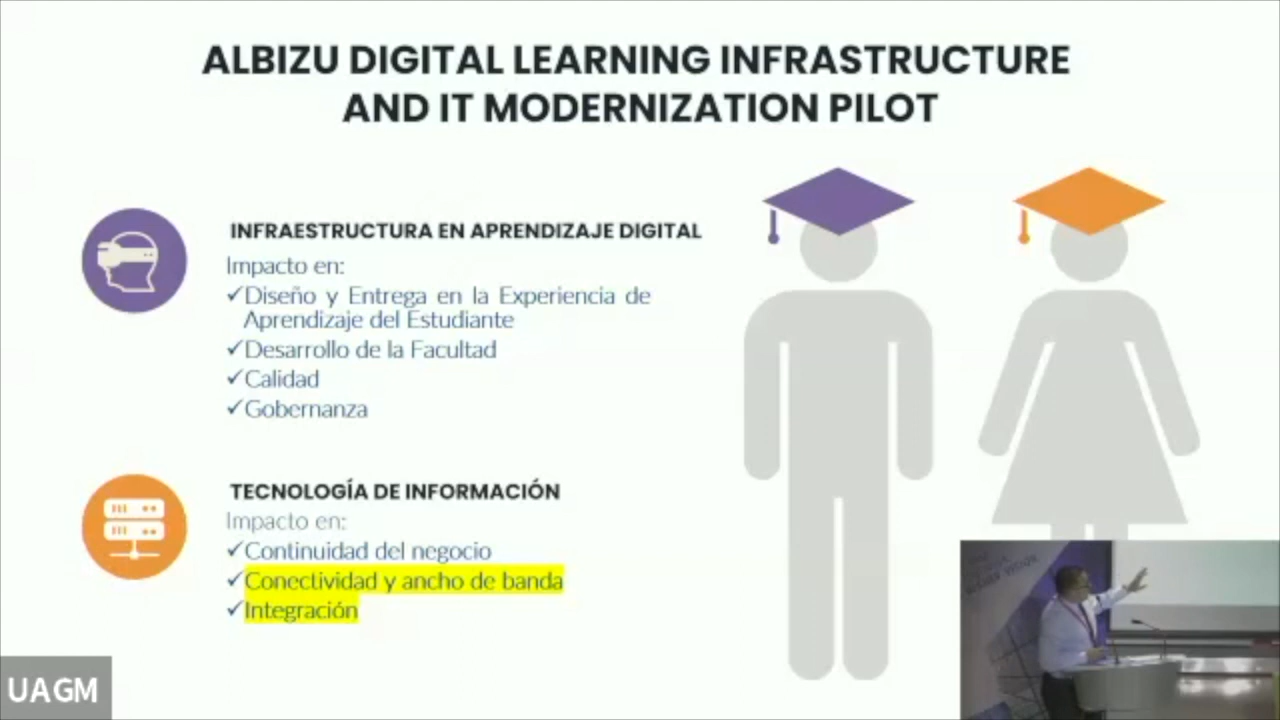 ALBIZU DIGITAL LEARNING INFRASTRUCTURE
AND IT MODERNIZATION PILOT
INFRAESTRUCTURA EN APRENDIZAJE DIGITAL
Impacto en:
✓Diseño y Entrega en la Experiencia de
Aprendizaje del Estudiante
✓Desarrollo de la Facultad
✓Calidad
✓Gobernanza
TECNOLOGÍA DE INFORMACIÓN
Impacto en:
✓Continuidad del negocio
✓Conectividad y ancho de banda
✓Integración
UAGM